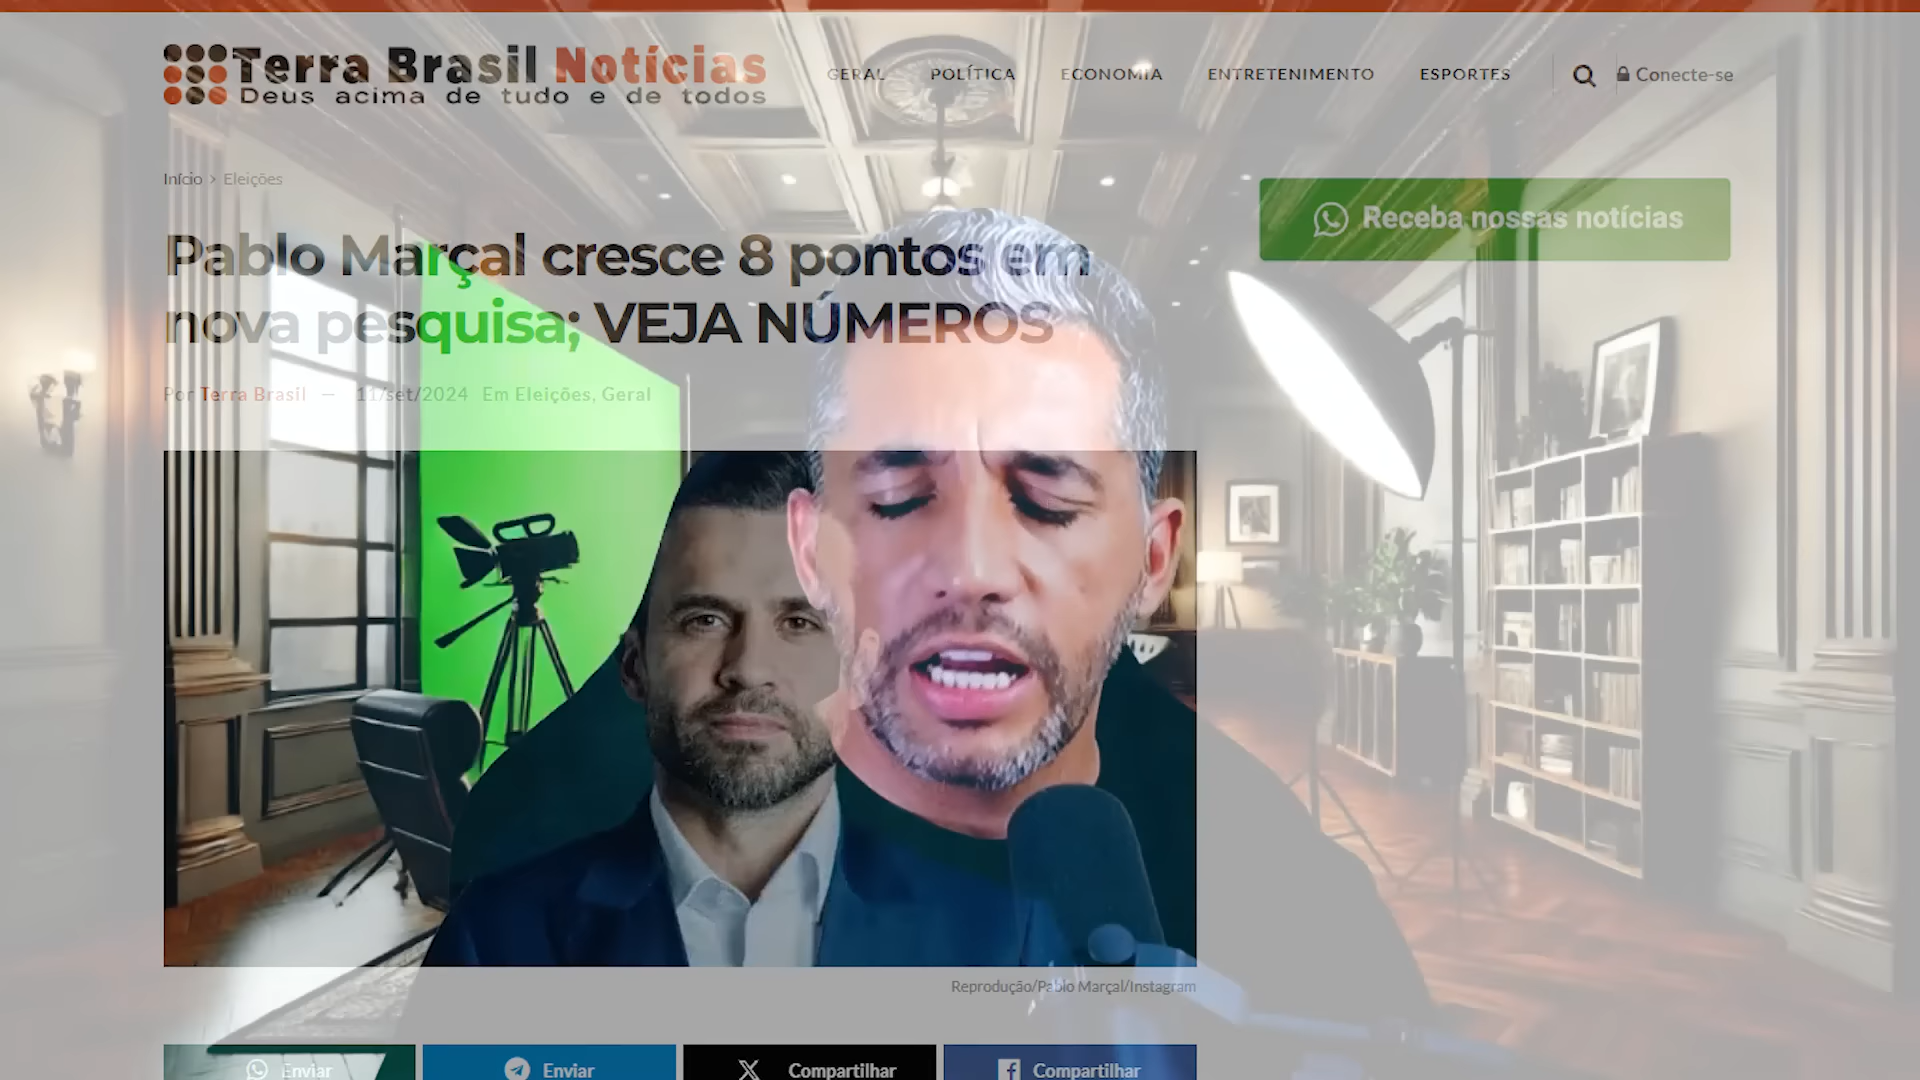 Terra Brasil Notícias
Deus acima de tudo e de todos
GERAL POLÍTICA ECONOMIA ENTRETENIMENTO ESPORTES Conecte-se
Início > Eleições
Receba nossas notícias
Pablo Marçal cresce 8 pontos em
nova pesquisa; VEJA NÚMEROS
Por Terra Brasil — 11/set/2024 Em Eleições, Geral
Reprodução/Pablo Marçal/Instagram
Enviar Enviar Compartilhar Compartilhar